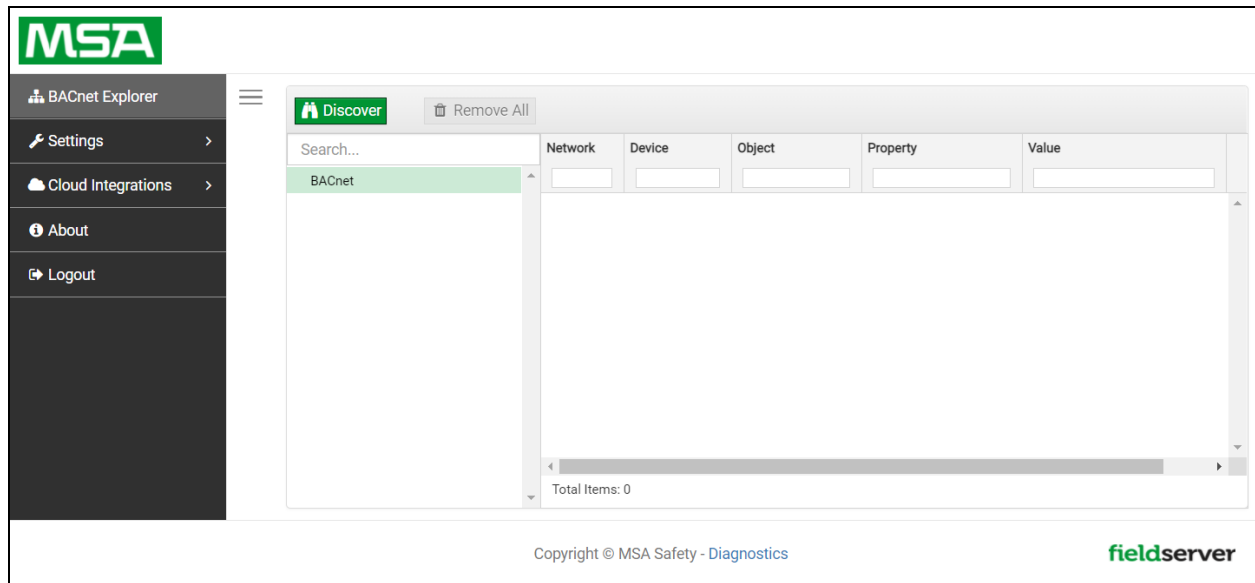 MSA
BACnet Explorer
Settings
Cloud Integrations
About
Logout
Discover
Remove All
Search...
BACnet
Network Device Object Property Value
Total Items: 0
Copyright © MSA Safety - Diagnostics
fieldserver